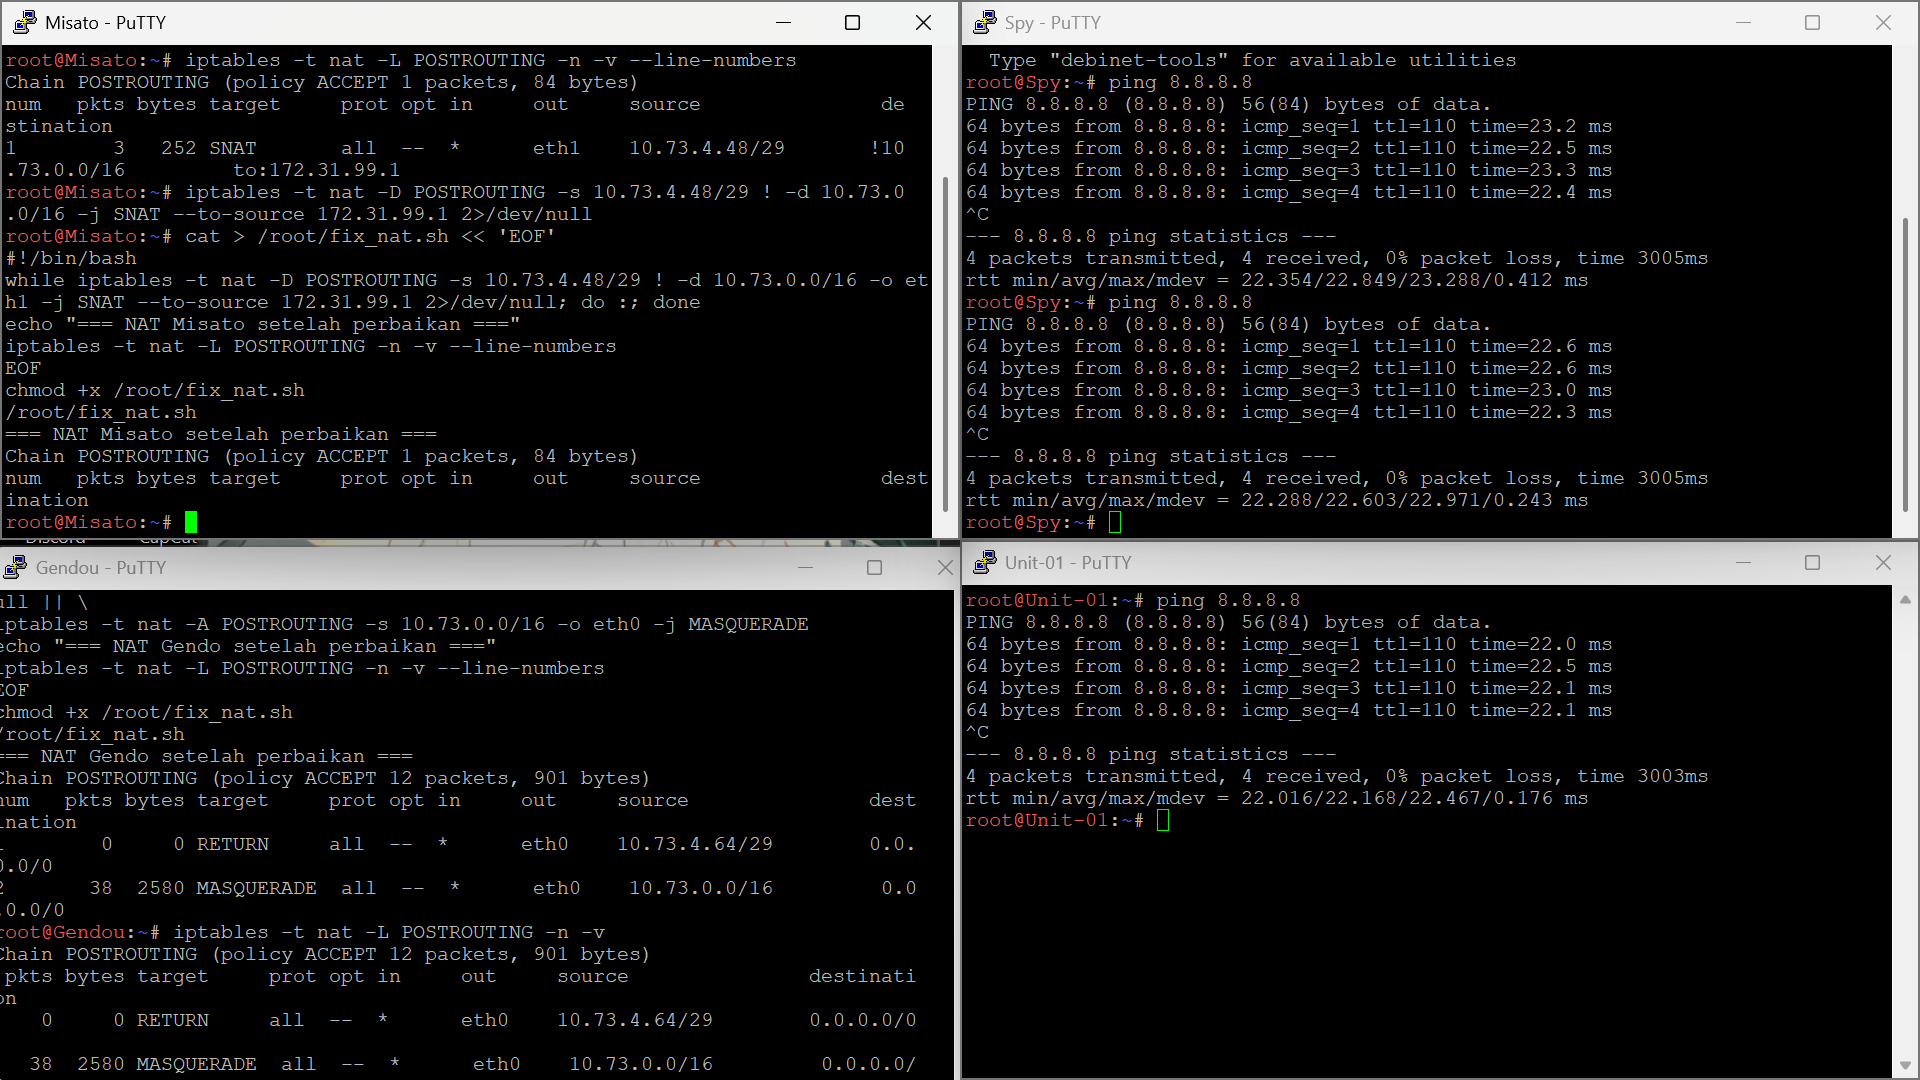 Misato - PuTTY
root@Misato:~# iptables -t nat -L POSTROUTING -n -v --line-numbers
Chain POSTROUTING (policy ACCEPT 1 packets, 84 bytes)
num   pkts bytes target     prot opt in     out     source               de
stination
1        3   252 SNAT       all  --  *      eth1    10.73.4.48/29       !10
.73.0.0/16         to:172.31.99.1
root@Misato:~# iptables -t nat -D POSTROUTING -s 10.73.4.48/29 ! -d 10.73.0
.0/16 -j SNAT --to-source 172.31.99.1 2>/dev/null
root@Misato:~# cat > /root/fix_nat.sh << 'EOF'
#!/bin/bash
while iptables -t nat -D POSTROUTING -s 10.73.4.48/29 ! -d 10.73.0.0/16 -o et
h1 -j SNAT --to-source 172.31.99.1 2>/dev/null; do :; done
echo "=== NAT Misato setelah perbaikan ==="
iptables -t nat -L POSTROUTING -n -v --line-numbers
EOF
chmod +x /root/fix_nat.sh
/root/fix_nat.sh
=== NAT Misato setelah perbaikan ===
Chain POSTROUTING (policy ACCEPT 1 packets, 84 bytes)
num   pkts bytes target     prot opt in     out     source               dest
ination
root@Misato:~#
Spy - PuTTY
Type "debinet-tools" for available utilities
root@Spy:~# ping 8.8.8.8
PING 8.8.8.8 (8.8.8.8) 56(84) bytes of data.
64 bytes from 8.8.8.8: icmp_seq=1 ttl=110 time=23.2 ms
64 bytes from 8.8.8.8: icmp_seq=2 ttl=110 time=22.5 ms
64 bytes from 8.8.8.8: icmp_seq=3 ttl=110 time=23.3 ms
64 bytes from 8.8.8.8: icmp_seq=4 ttl=110 time=22.4 ms
^C
--- 8.8.8.8 ping statistics ---
4 packets transmitted, 4 received, 0% packet loss, time 3005ms
rtt min/avg/max/mdev = 22.354/22.849/23.288/0.412 ms
root@Spy:~# ping 8.8.8.8
PING 8.8.8.8 (8.8.8.8) 56(84) bytes of data.
64 bytes from 8.8.8.8: icmp_seq=1 ttl=110 time=22.6 ms
64 bytes from 8.8.8.8: icmp_seq=2 ttl=110 time=22.6 ms
64 bytes from 8.8.8.8: icmp_seq=3 ttl=110 time=23.0 ms
64 bytes from 8.8.8.8: icmp_seq=4 ttl=110 time=22.3 ms
^C
--- 8.8.8.8 ping statistics ---
4 packets transmitted, 4 received, 0% packet loss, time 3005ms
rtt min/avg/max/mdev = 22.288/22.603/22.971/0.243 ms
root@Spy:~#
Discord Capcut
Gendou - PuTTY
ull || \
iptables -t nat -A POSTROUTING -s 10.73.0.0/16 -o eth0 -j MASQUERADE
echo "=== NAT Gendo setelah perbaikan ==="
iptables -t nat -L POSTROUTING -n -v --line-numbers
EOF
chmod +x /root/fix_nat.sh
/root/fix_nat.sh
=== NAT Gendo setelah perbaikan ===
Chain POSTROUTING (policy ACCEPT 12 packets, 901 bytes)
num   pkts bytes target     prot opt in     out     source               dest
ination
1        0     0 RETURN     all  --  *      eth0    10.73.4.64/29        0.0.
0.0/0
2       38  2580 MASQUERADE  all  --  *      eth0    10.73.0.0/16         0.0
.0.0/0
root@Gendou:~# iptables -t nat -L POSTROUTING -n -v
Chain POSTROUTING (policy ACCEPT 12 packets, 901 bytes)
pkts bytes target     prot opt in     out     source               destinati
on
0     0 RETURN     all  --  *      eth0    10.73.4.64/29        0.0.0.0/0
38  2580 MASQUERADE  all  --  *      eth0    10.73.0.0/16         0.0.0.0/
Unit-01 - PuTTY
root@Unit-01:~# ping 8.8.8.8
PING 8.8.8.8 (8.8.8.8) 56(84) bytes of data.
64 bytes from 8.8.8.8: icmp_seq=1 ttl=110 time=22.0 ms
64 bytes from 8.8.8.8: icmp_seq=2 ttl=110 time=22.5 ms
64 bytes from 8.8.8.8: icmp_seq=3 ttl=110 time=22.1 ms
64 bytes from 8.8.8.8: icmp_seq=4 ttl=110 time=22.1 ms
^C
--- 8.8.8.8 ping statistics ---
4 packets transmitted, 4 received, 0% packet loss, time 3003ms
rtt min/avg/max/mdev = 22.016/22.168/22.467/0.176 ms
root@Unit-01:~#